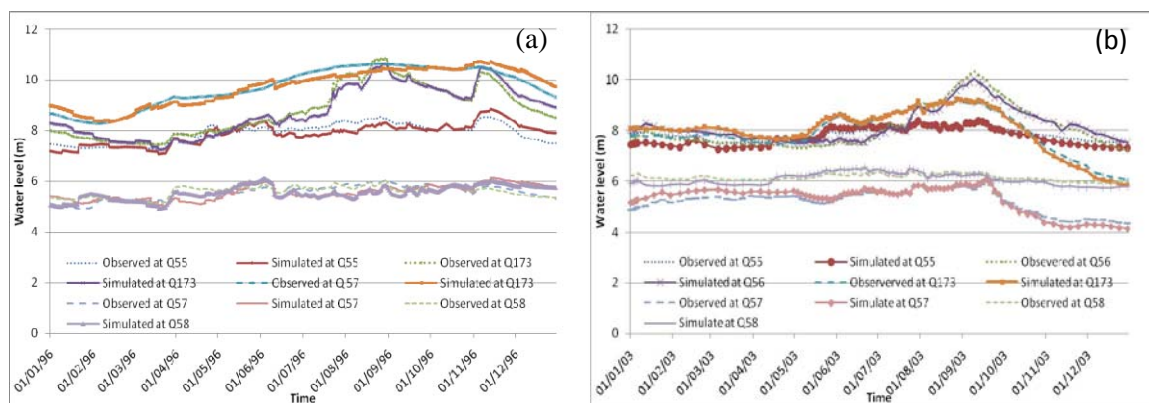 (a)
12
10
8
6
4
2
0
Water level (m)
Observed at Q55
Simulated at Q55
Observed at Q173
Simulated at Q173
Observed at Q57
Simulated at Q173
Observed at Q57
Simulated at Q57
Observed at Q58
Simulated at Q58
01/01/96
01/02/96
01/03/96
01/04/96
01/05/96
01/06/96
01/07/96
01/08/96
01/09/96
01/10/96
01/11/96
01/12/96
Time
(b)
12
10
8
6
4
2
0
Water level (m)
Observed at Q55
Simulated at Q55
Obsevered at Q56
Simulated at Q56
Observerved at Q173
Simulated at Q173
Observed at Q57
Simulate at Q57
Observed at Q58
Simulate at Q58
01/01/03
01/02/03
01/03/03
01/04/03
01/05/03
01/06/03
01/07/03
01/08/03
01/09/03
01/10/03
01/11/03
01/12/03
Time